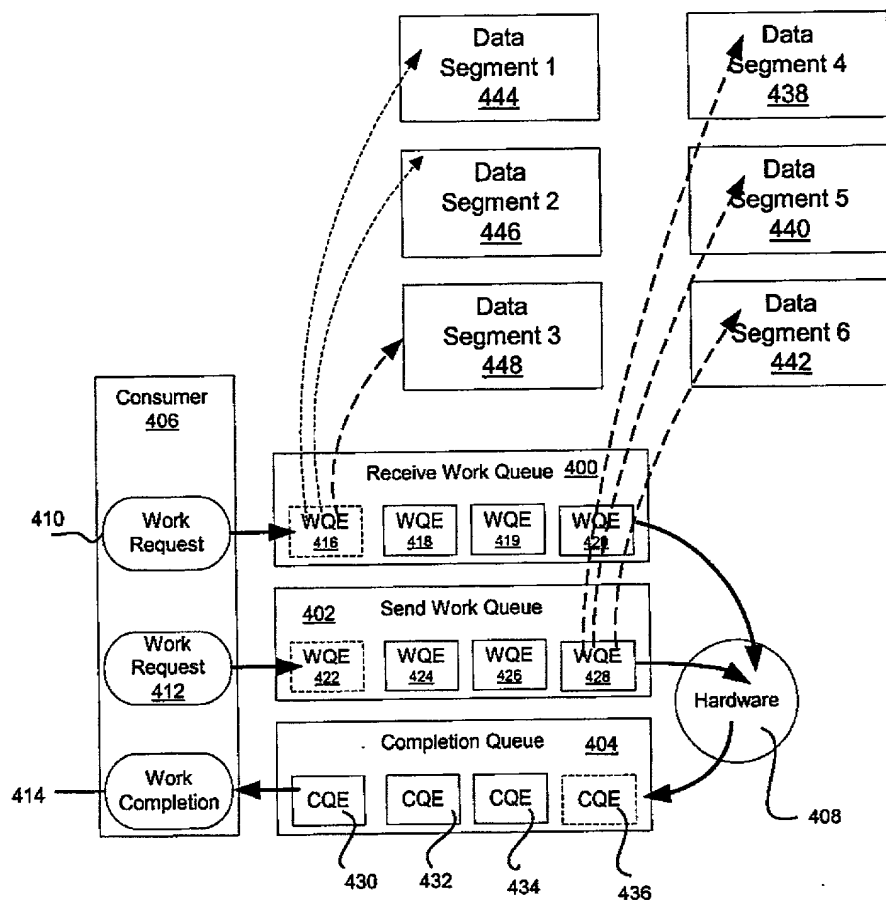 Data
Segment 1
444
Data
Segment 4
438
Data
Segment 2
446
Data
Segment 5
440
Data
Segment 3
448
Data
Segment 6
442
Consumer
406
Receive Work Queue 400
410
Work
Request
WQE
416
WQE
418
WQE
419
WQE
420
402 Send Work Queue
Work
Request
412
WQE
422
WQE
424
WQE
426
WQE
428
Hardware
Completion Queue 404
414
Work
Completion
CQE
CQE
CQE
CQE
408
430
432
434
436